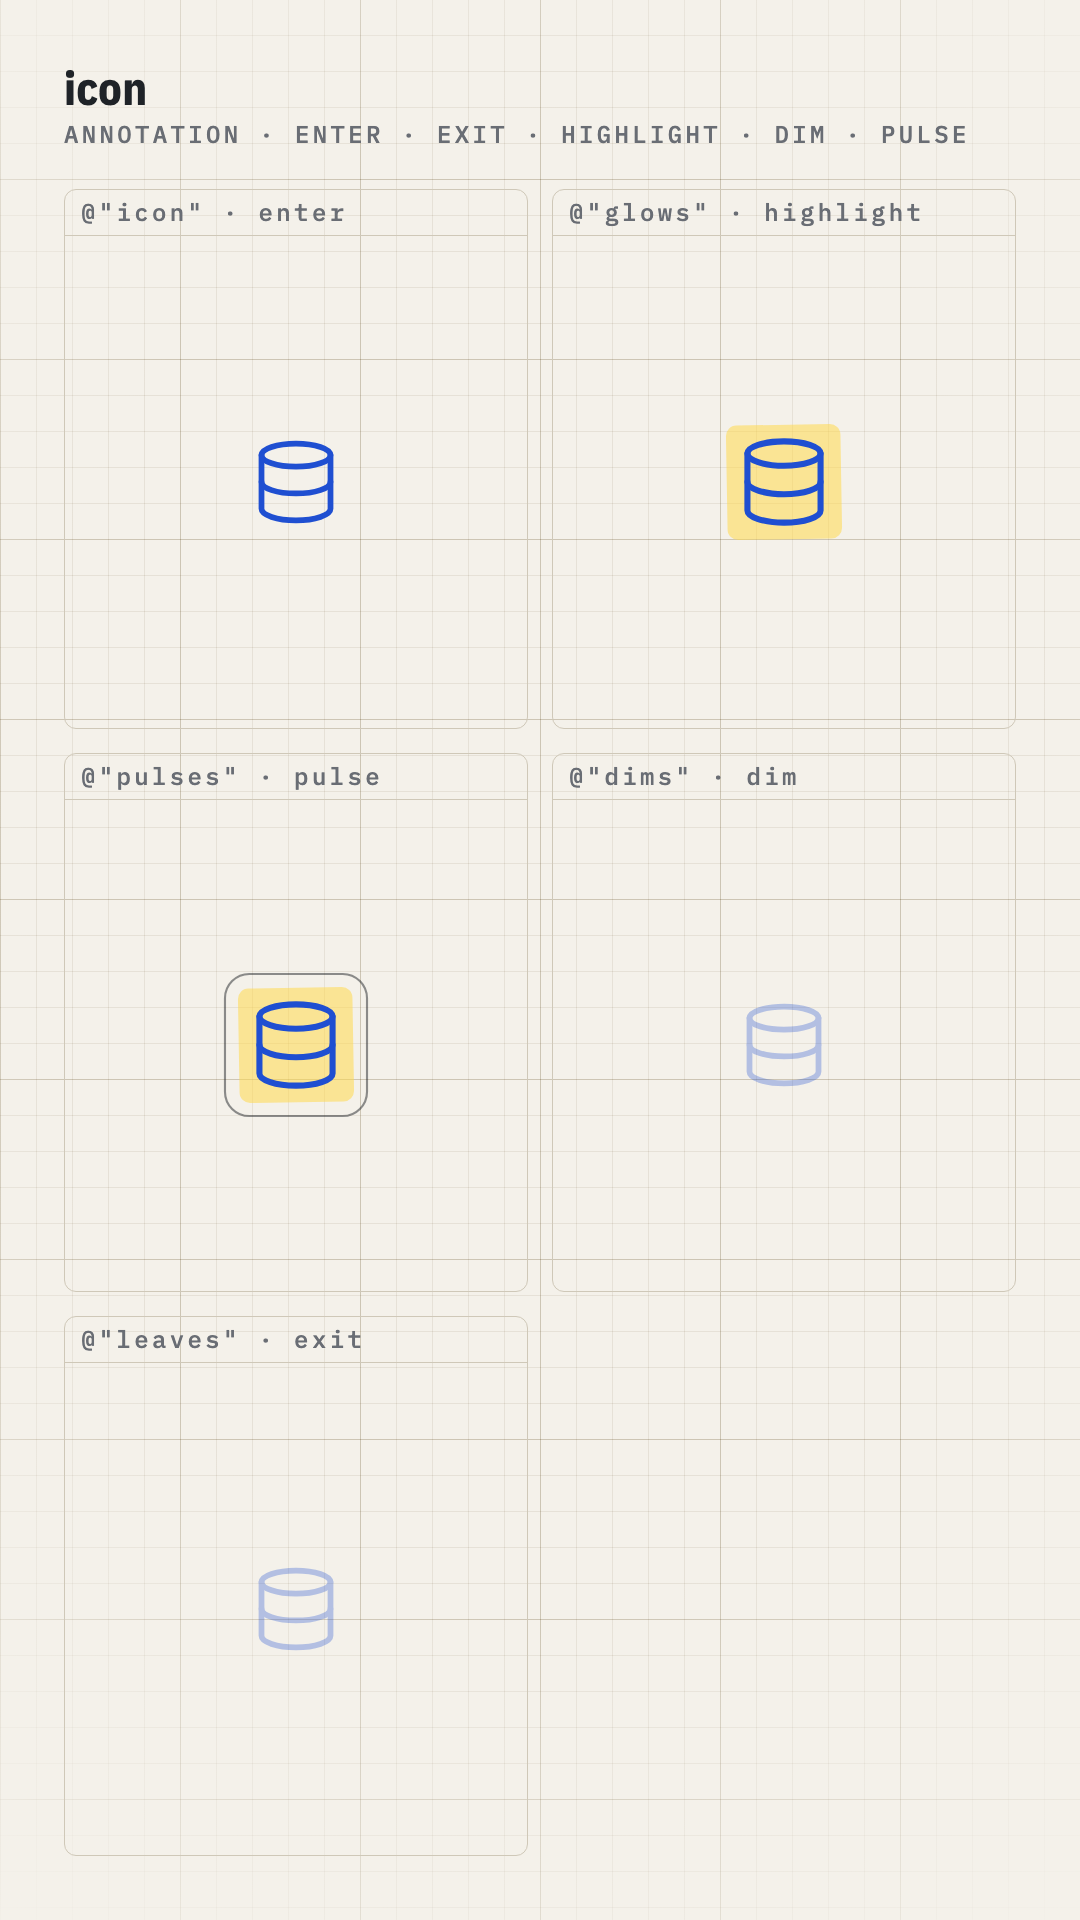 icon
ANNOTATION · ENTER · EXIT · HIGHLIGHT · DIM · PULSE
@"icon" · enter
@"glows" · highlight
@"pulses" · pulse
@"dims" · dim
@"leaves" · exit